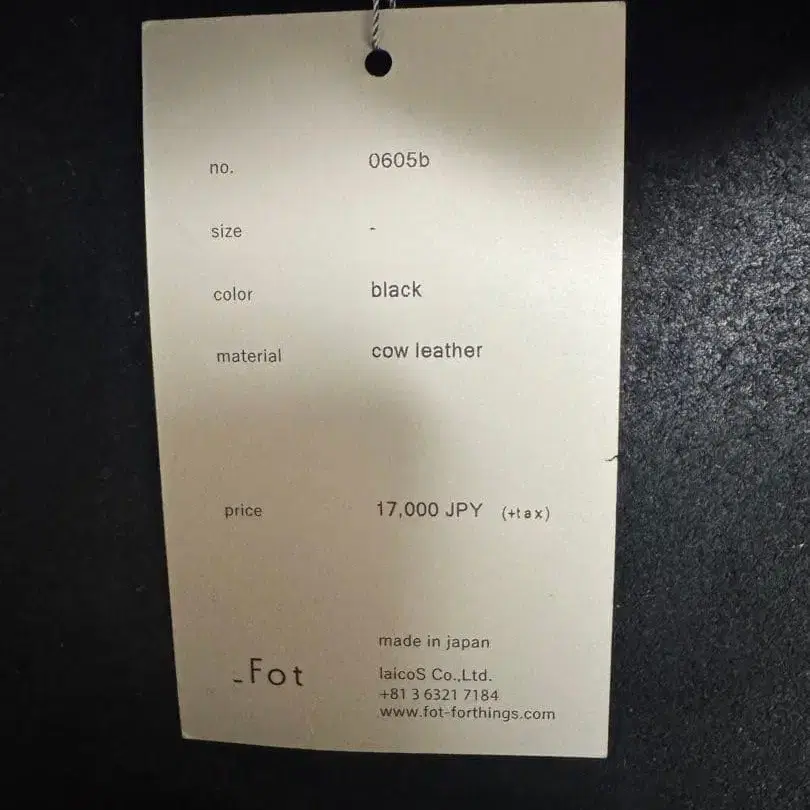 no. 0605b
size -
color black
material cow leather
price 17,000 JPY (+tax)
made in japan
_Fot
laicoS Co.,Ltd.
+81 3 6321 7184
www.fot-forthings.com